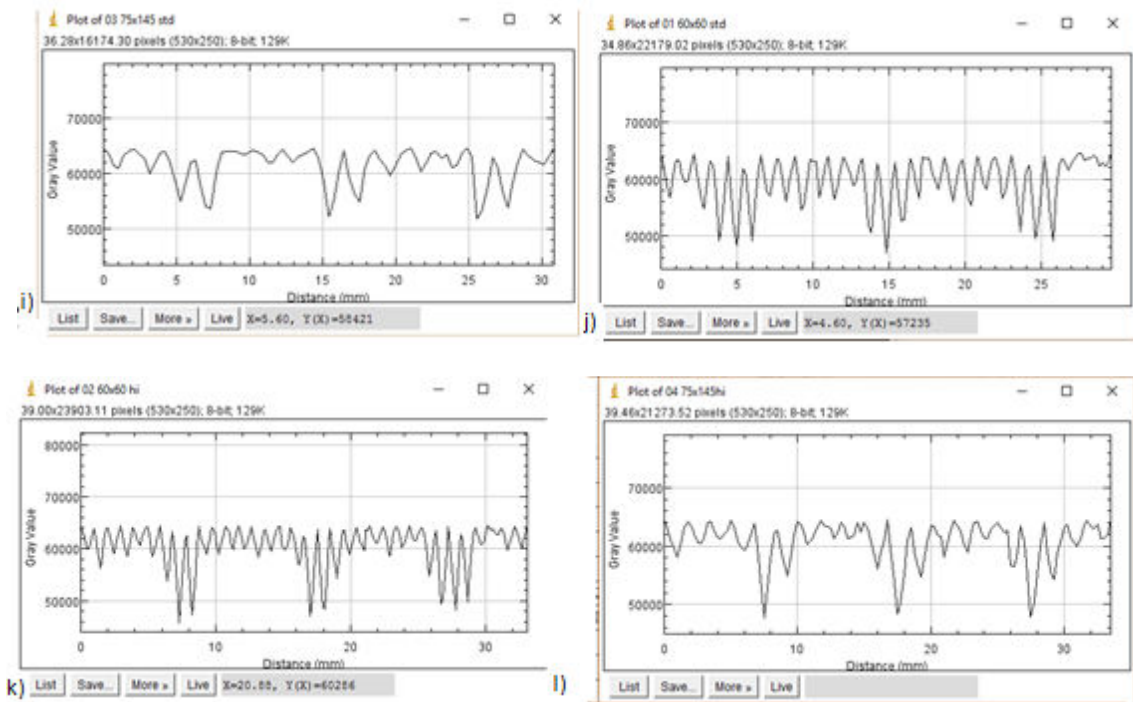 Plot of 03 75x145 std
36.28x16174.30 pixels (530x250); 8-bit; 129K
70000
60000
50000
Gray Value
0 5 10 15 20 25 30
Distance (mm)
i) List Save... More » Live X=5.60, Y(X)=58421
Plot of 01 60x60 std
34.86x22179.02 pixels (530x250); 8-bit; 129K
70000
60000
50000
Gray Value
0 5 10 15 20 25
Distance (mm)
j) List Save... More » Live X=4.60, Y(X)=57235
Plot of 02 60x60 hi
39.00x23903.11 pixels (530x250); 8-bit; 129K
80000
70000
60000
50000
Gray Value
0 10 20 30
Distance (mm)
k) List Save... More » Live X=20.88, Y(X)=60286
Plot of 04 75x145hi
39.46x21273.52 pixels (530x250); 8-bit; 129K
70000
60000
50000
Gray Value
0 10 20 30
Distance (mm)
l) List Save... More » Live